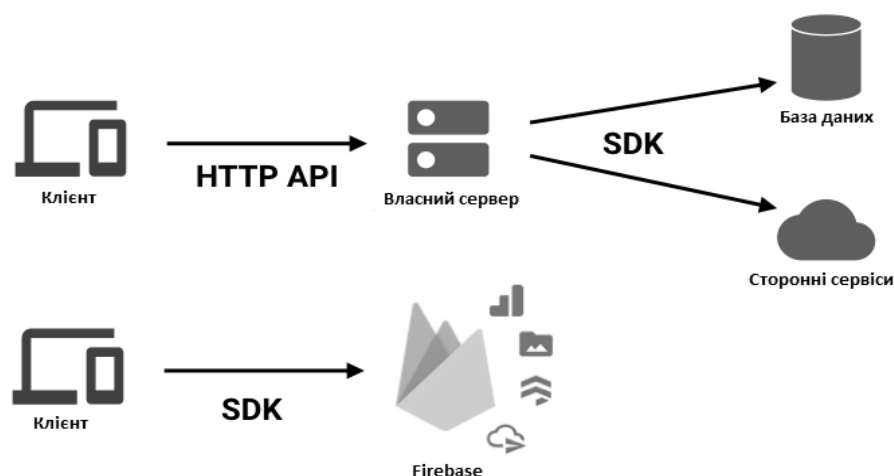 База даних
SDK
HTTP API
Клієнт
Власний сервер
Сторонні сервіси
SDK
Клієнт
Firebase